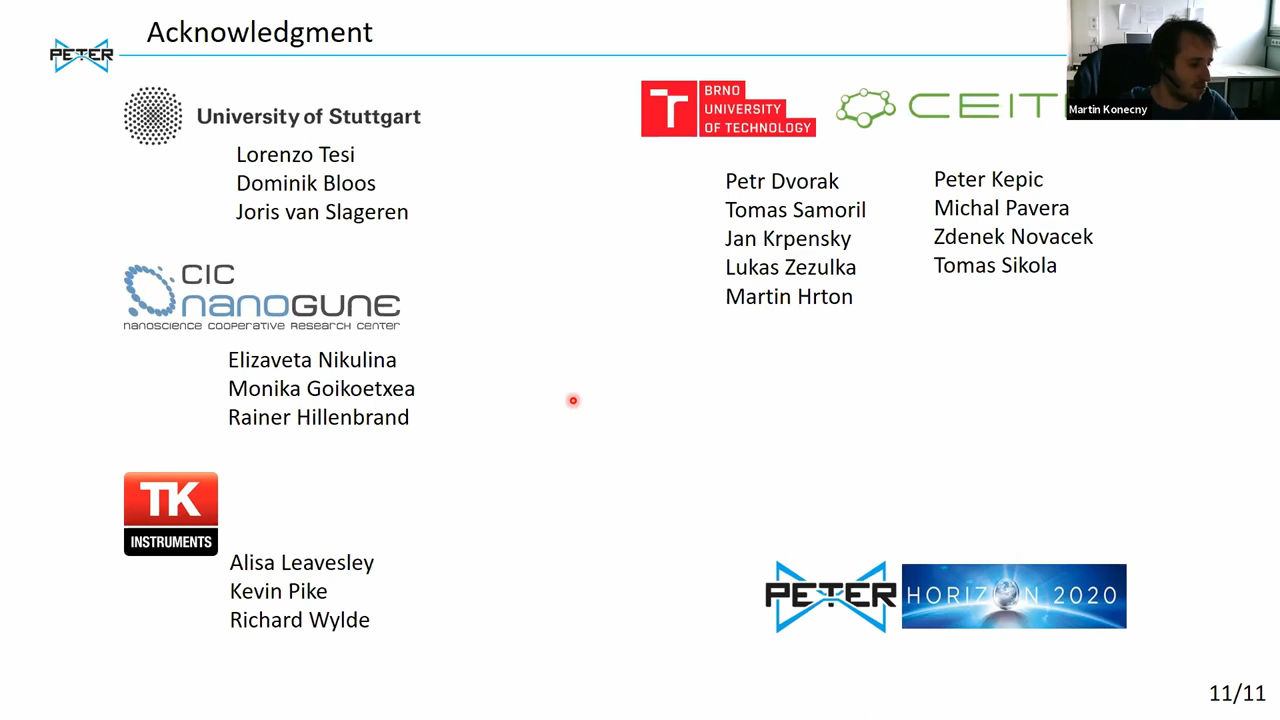 Acknowledgment
PETER
University of Stuttgart
Lorenzo Tesi
Dominik Bloos
Joris van Slageren
CIC
nanoGUNE
nanoscience cooperative research center
Elizaveta Nikulina
Monika Goikoetxea
Rainer Hillenbrand
TK
INSTRUMENTS
Alisa Leavesley
Kevin Pike
Richard Wylde
T
BRNO
UNIVERSITY
OF TECHNOLOGY
CEIT
Martin Konecny
Petr Dvorak
Tomas Samoril
Jan Krpensky
Lukas Zezulka
Martin Hrton
Peter Kepic
Michal Pavera
Zdenek Novacek
Tomas Sikola
PETER
HORIZON 2020
11/11